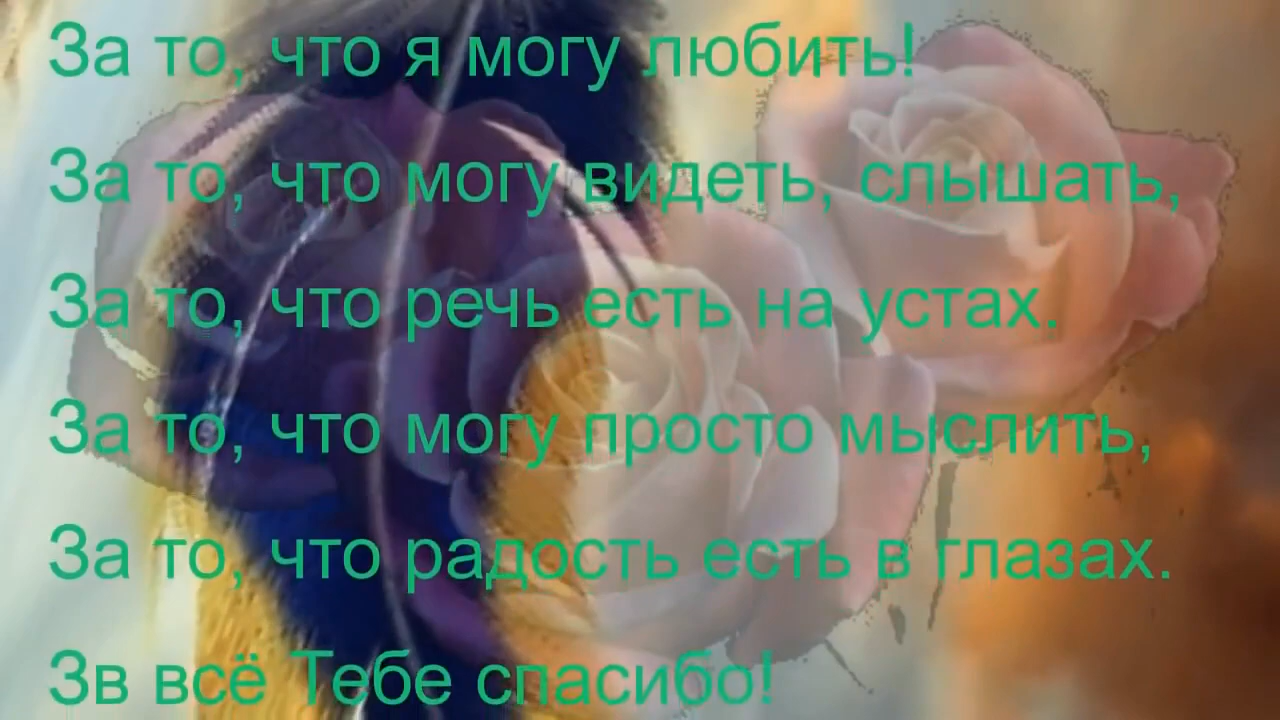 За то, что я могу любить!
За то, что могу видеть, слышать,
За то, что речь есть на устах.
За то, что могу просто мыслить,
За то, что радость есть в глазах.
Зв всё Тебе спасибо!